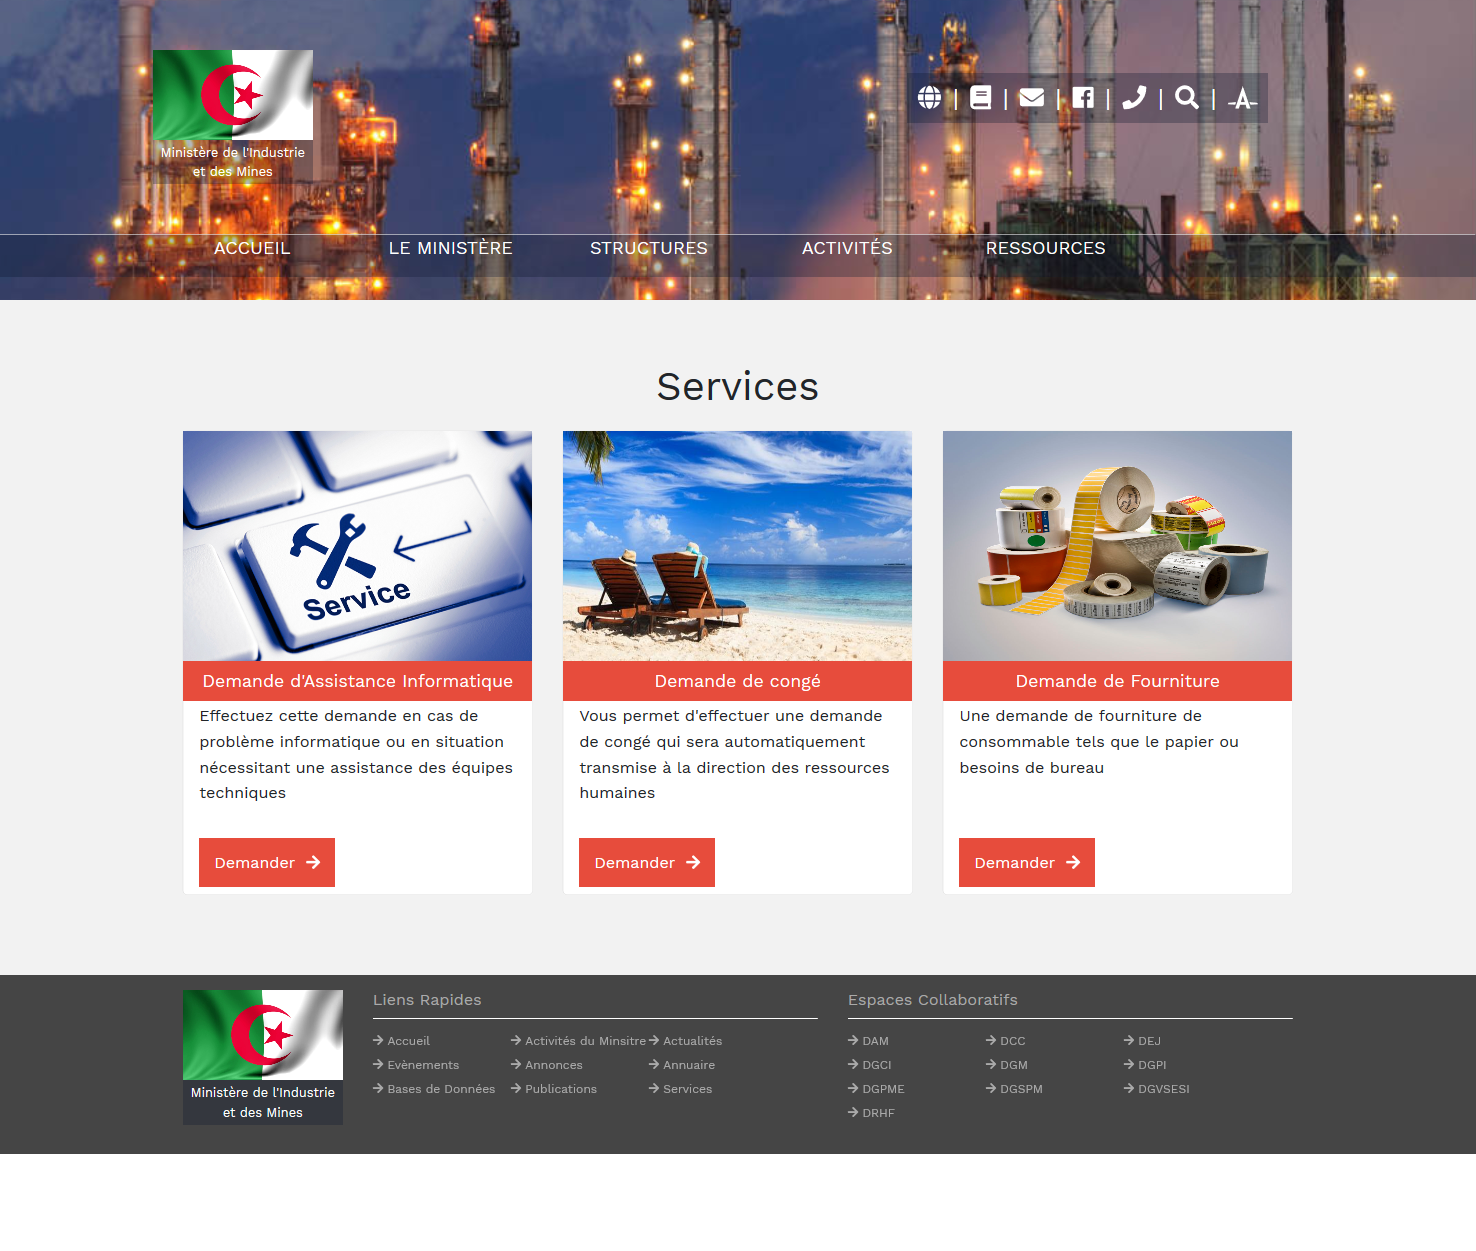 Ministère de l'Industrie
et des Mines
ACCUEIL
LE MINISTÈRE
STRUCTURES
ACTIVITÉS
RESSOURCES
Services
Service
Demande d'Assistance Informatique
Effectuez cette demande en cas de
problème informatique ou en situation
nécessitant une assistance des équipes
techniques
Demander
Demande de congé
Vous permet d'effectuer une demande
de congé qui sera automatiquement
transmise à la direction des ressources
humaines
Demander
Demande de Fourniture
Une demande de fourniture de
consommable tels que le papier ou
besoins de bureau
Demander
Ministère de l'Industrie
et des Mines
Liens Rapides
Accueil
Activités du Minsitre
Actualités
Evènements
Annonces
Annuaire
Bases de Données
Publications
Services
Espaces Collaboratifs
DAM
DCC
DEJ
DGCI
DGM
DGPI
DGPME
DGSPM
DGVSESI
DRHF